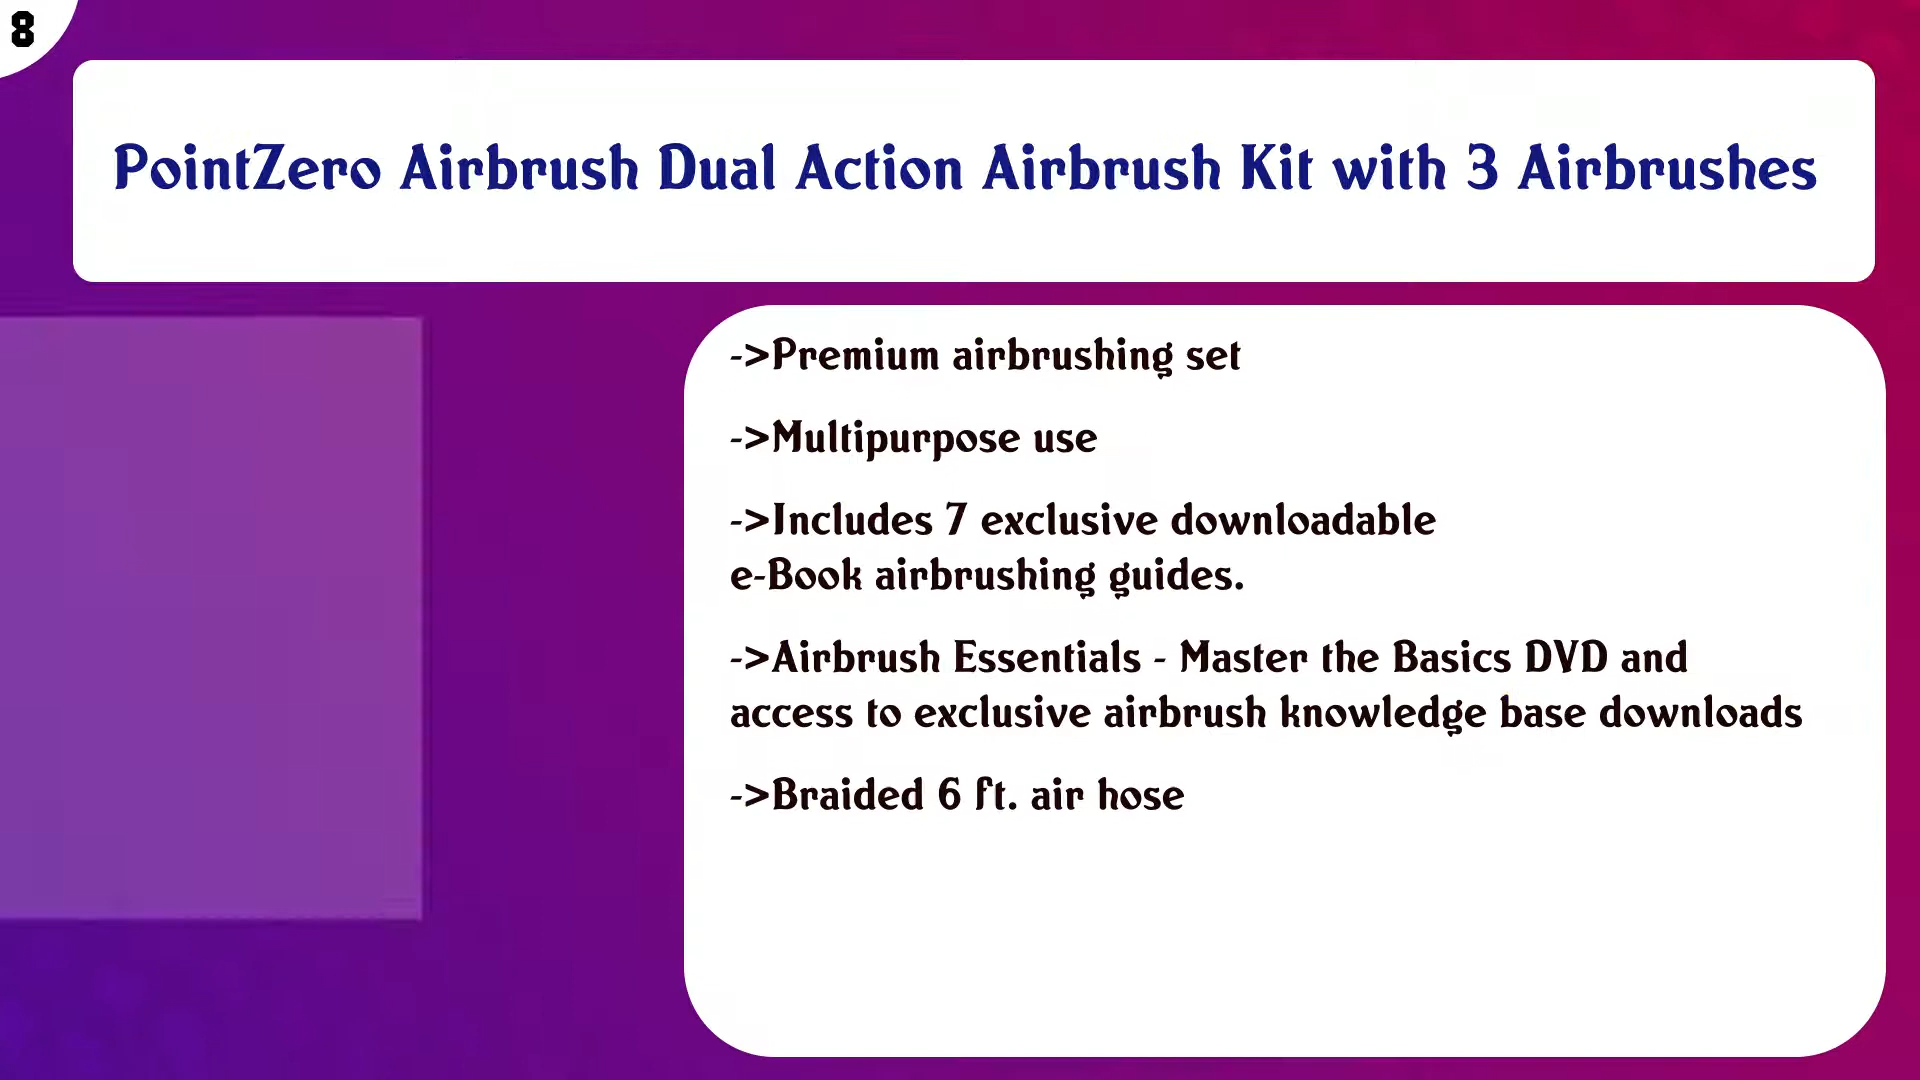 8
PointZero Airbrush Dual Action Airbrush Kit with 3 Airbrushes
->Premium airbrushing set
->Multipurpose use
->Includes 7 exclusive downloadable
e-Book airbrushing guides.
->Airbrush Essentials - Master the Basics DVD and
access to exclusive airbrush knowledge base downloads
->Braided 6 ft. air hose